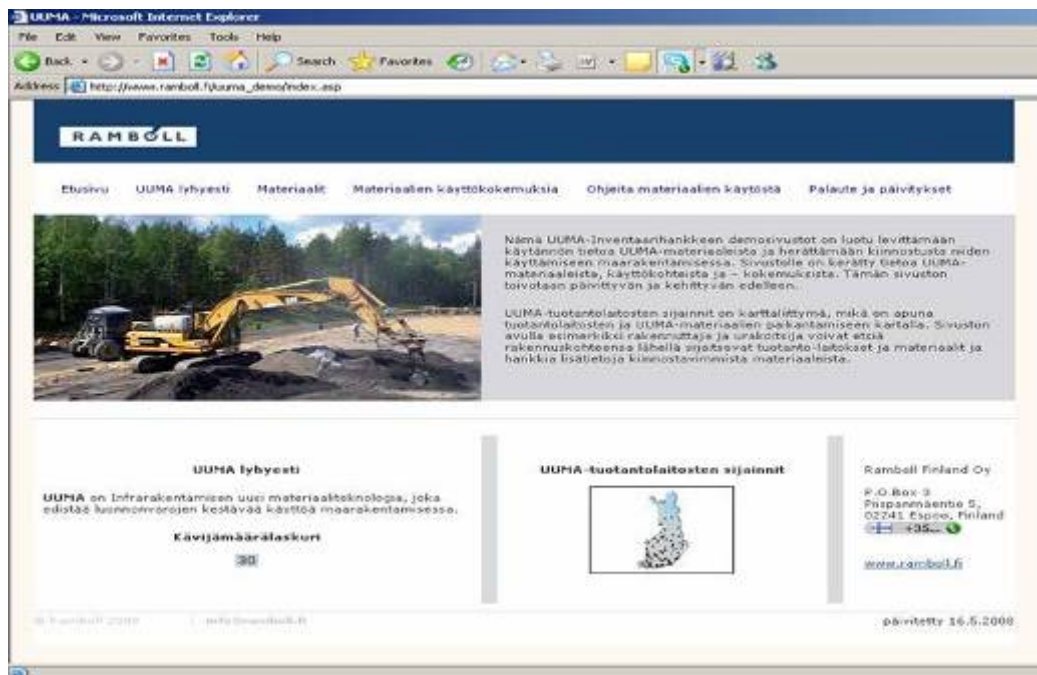 UUMA - Microsoft Internet Explorer
File Edit View Favorites Tools Help
Back Search Favorites
Address http://www.ramboll.fi/uuma_demo/index.asp
RAMBOLL
Etusivu UUMA lyhyesti Materiaalit Materiaalien käyttökokemuksia Ohjeita materiaalien käytöstä Palaute ja päivitykset
Nämä UUMA-Inventaarihankkeen demosivustot on luotu levittämään
käytännön tietoa UUMA-materiaaleista ja herättämään kiinnostusta niiden
käyttämiseen maarakentamisessa. Sivustolle on kerätty tietoa UUMA-
materiaaleista, käyttökohteista ja – kokemuksista. Tämän sivuston
toivotaan päivittyvän ja kehittyvän edelleen.
UUMA-tuotantolaitosten sijainnit on karttaliittymä, mikä on apuna
tuotantolaitosten ja UUMA-materiaalien paikantamiseen kartalla. Sivuston
avulla esimerkiksi rakennuttaja ja urakoitsija voivat etsiä
rakennuskohteensa lähellä sijaitsevat tuotanto-laitokset ja materiaalit ja
hankkia lisätietoja kiinnostavimmista materiaaleista.
UUMA lyhyesti
UUMA on Infrarakentamisen uusi materiaaliteknologia, joka
edistää luonnonvarojen kestävää käyttöä maarakentamisessa.
Kävijämäärälaskuri
30
UUMA-tuotantolaitosten sijainnit
Ramboll Finland Oy
P.O.Box 3
Piispanmäentie 5,
02241 Espoo, Finland
+35...
www.ramboll.fi
© Ramboll | info@ramboll.fi
päivitetty 16.5.2008